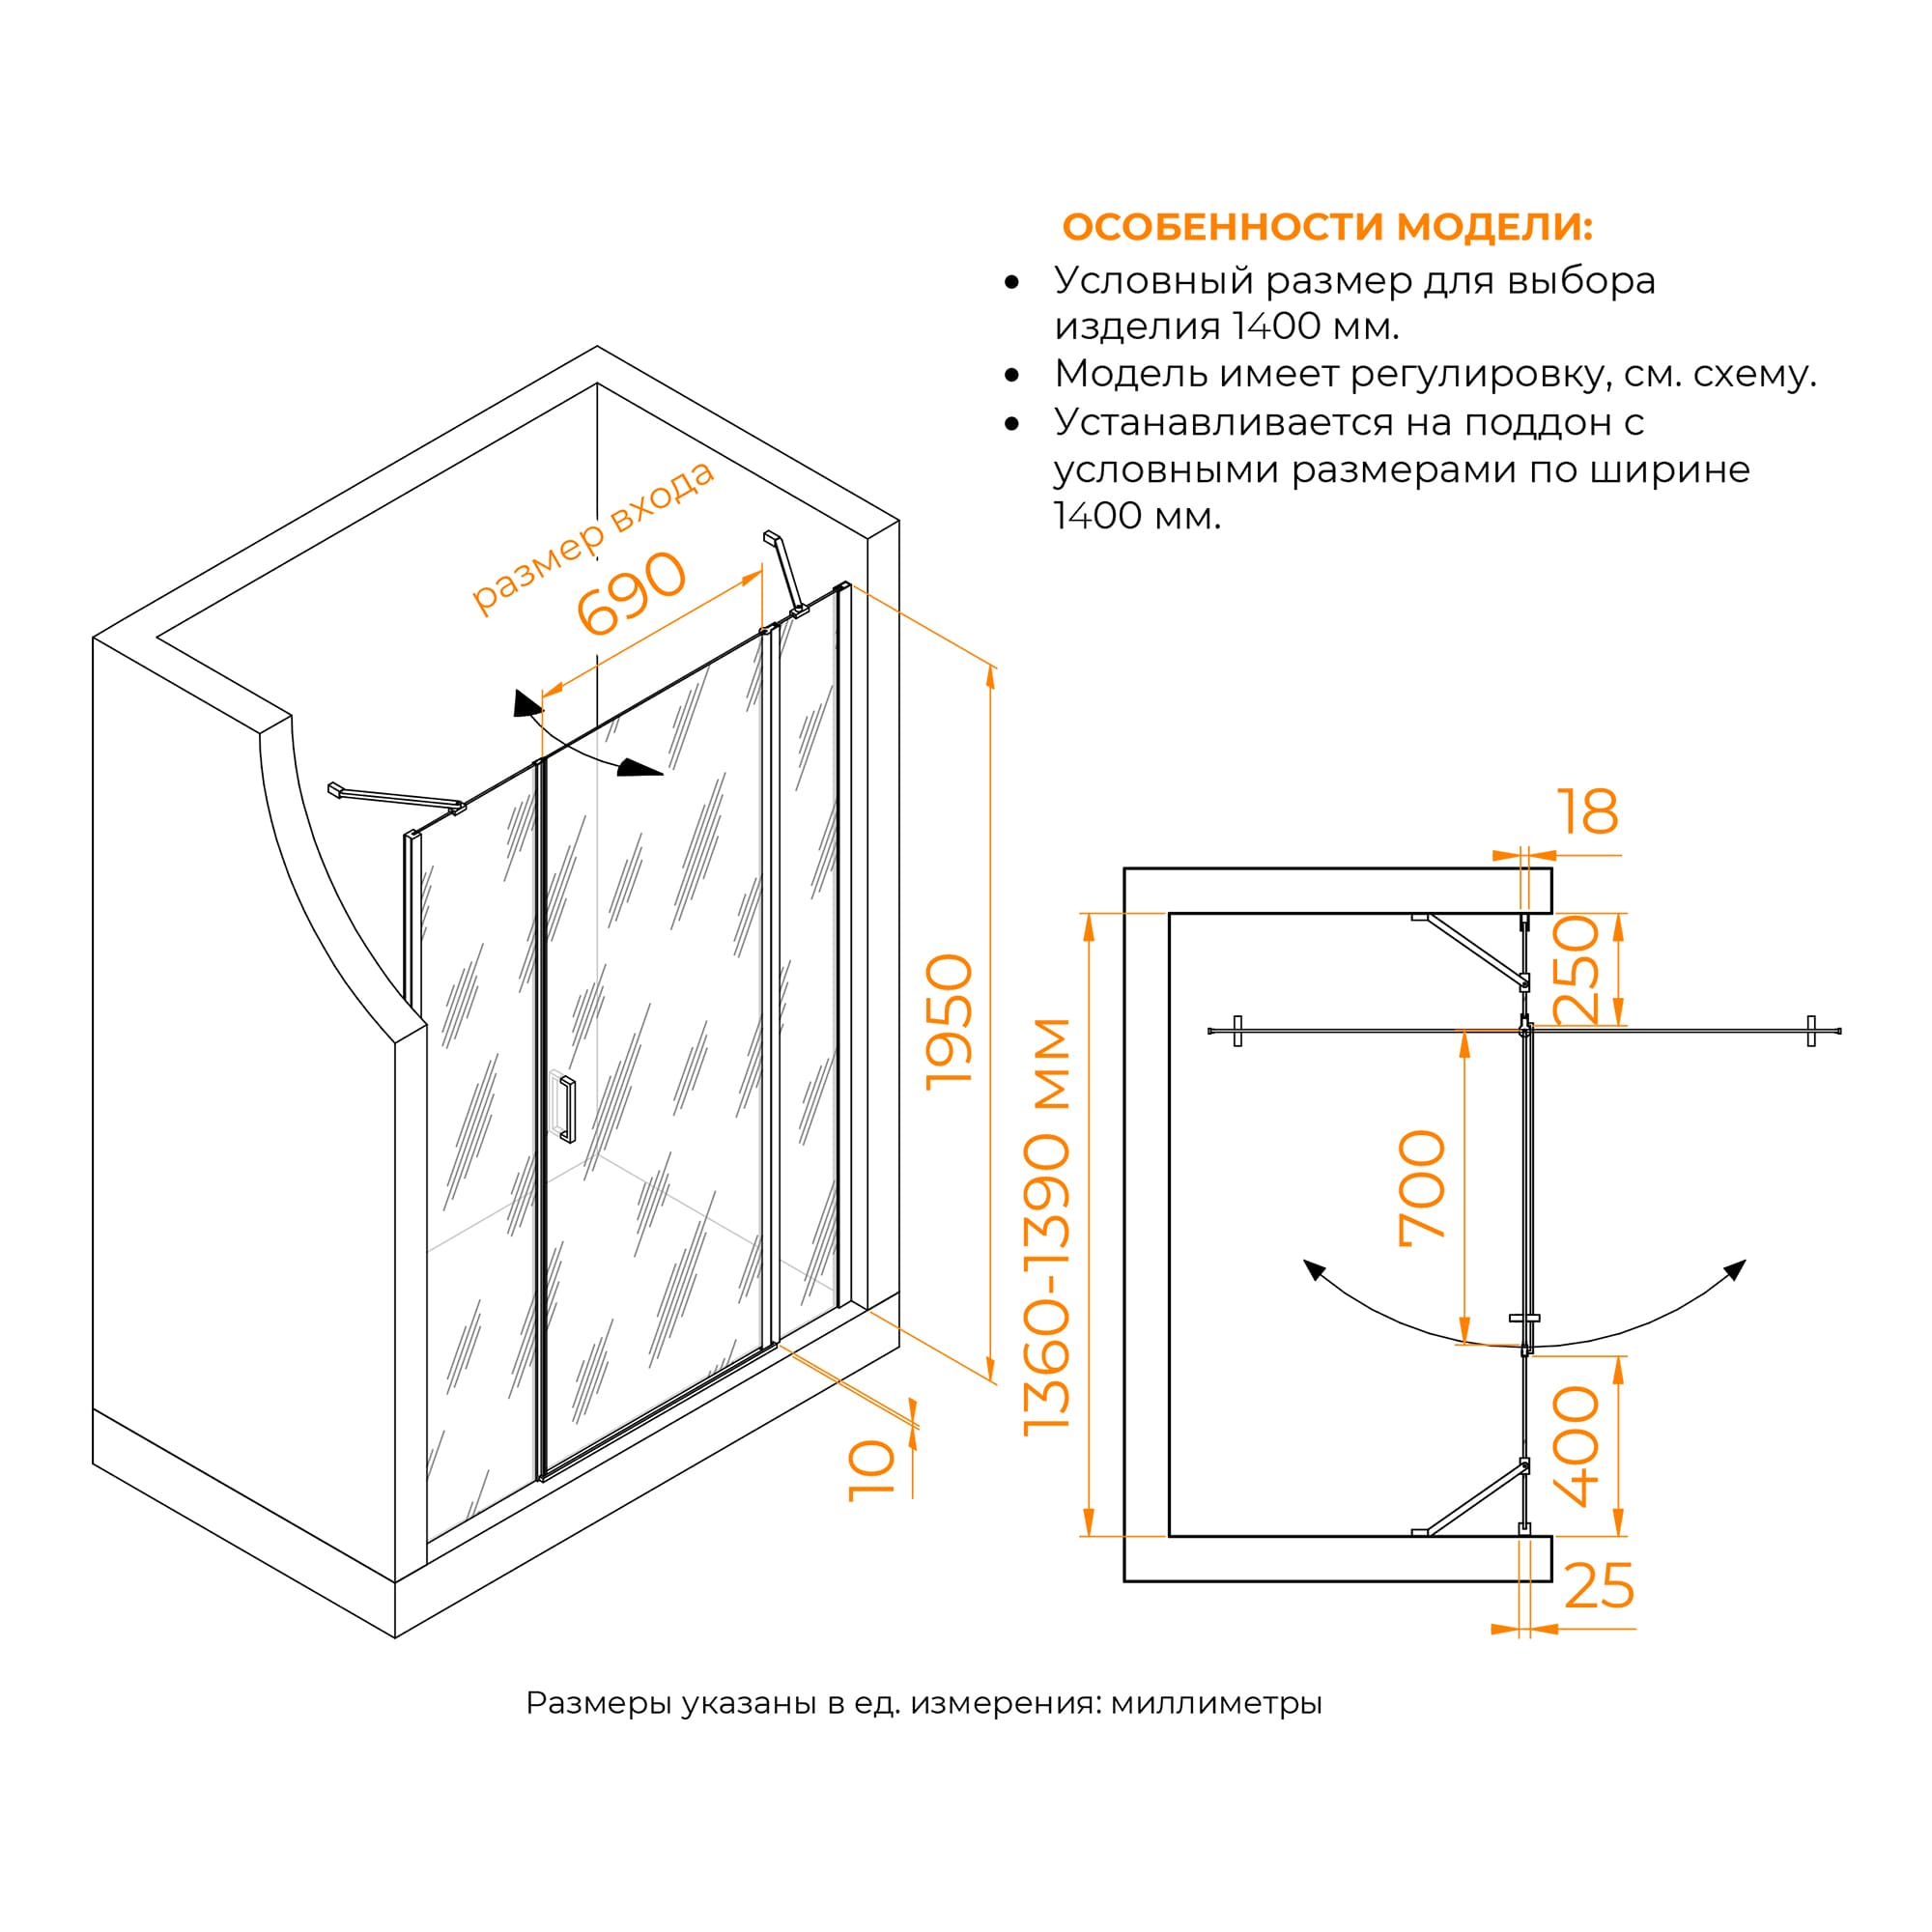 ОСОБЕННОСТИ МОДЕЛИ:
• Условный размер для выбора
изделия 1400 мм.
• Модель имеет регулировку, см. схему.
• Устанавливается на поддон с
условными размерами по ширине
1400 мм.
размер входа
690
1950
10
18
250
1360-1390 мм
700
400
25
Размеры указаны в ед. измерения: миллиметры